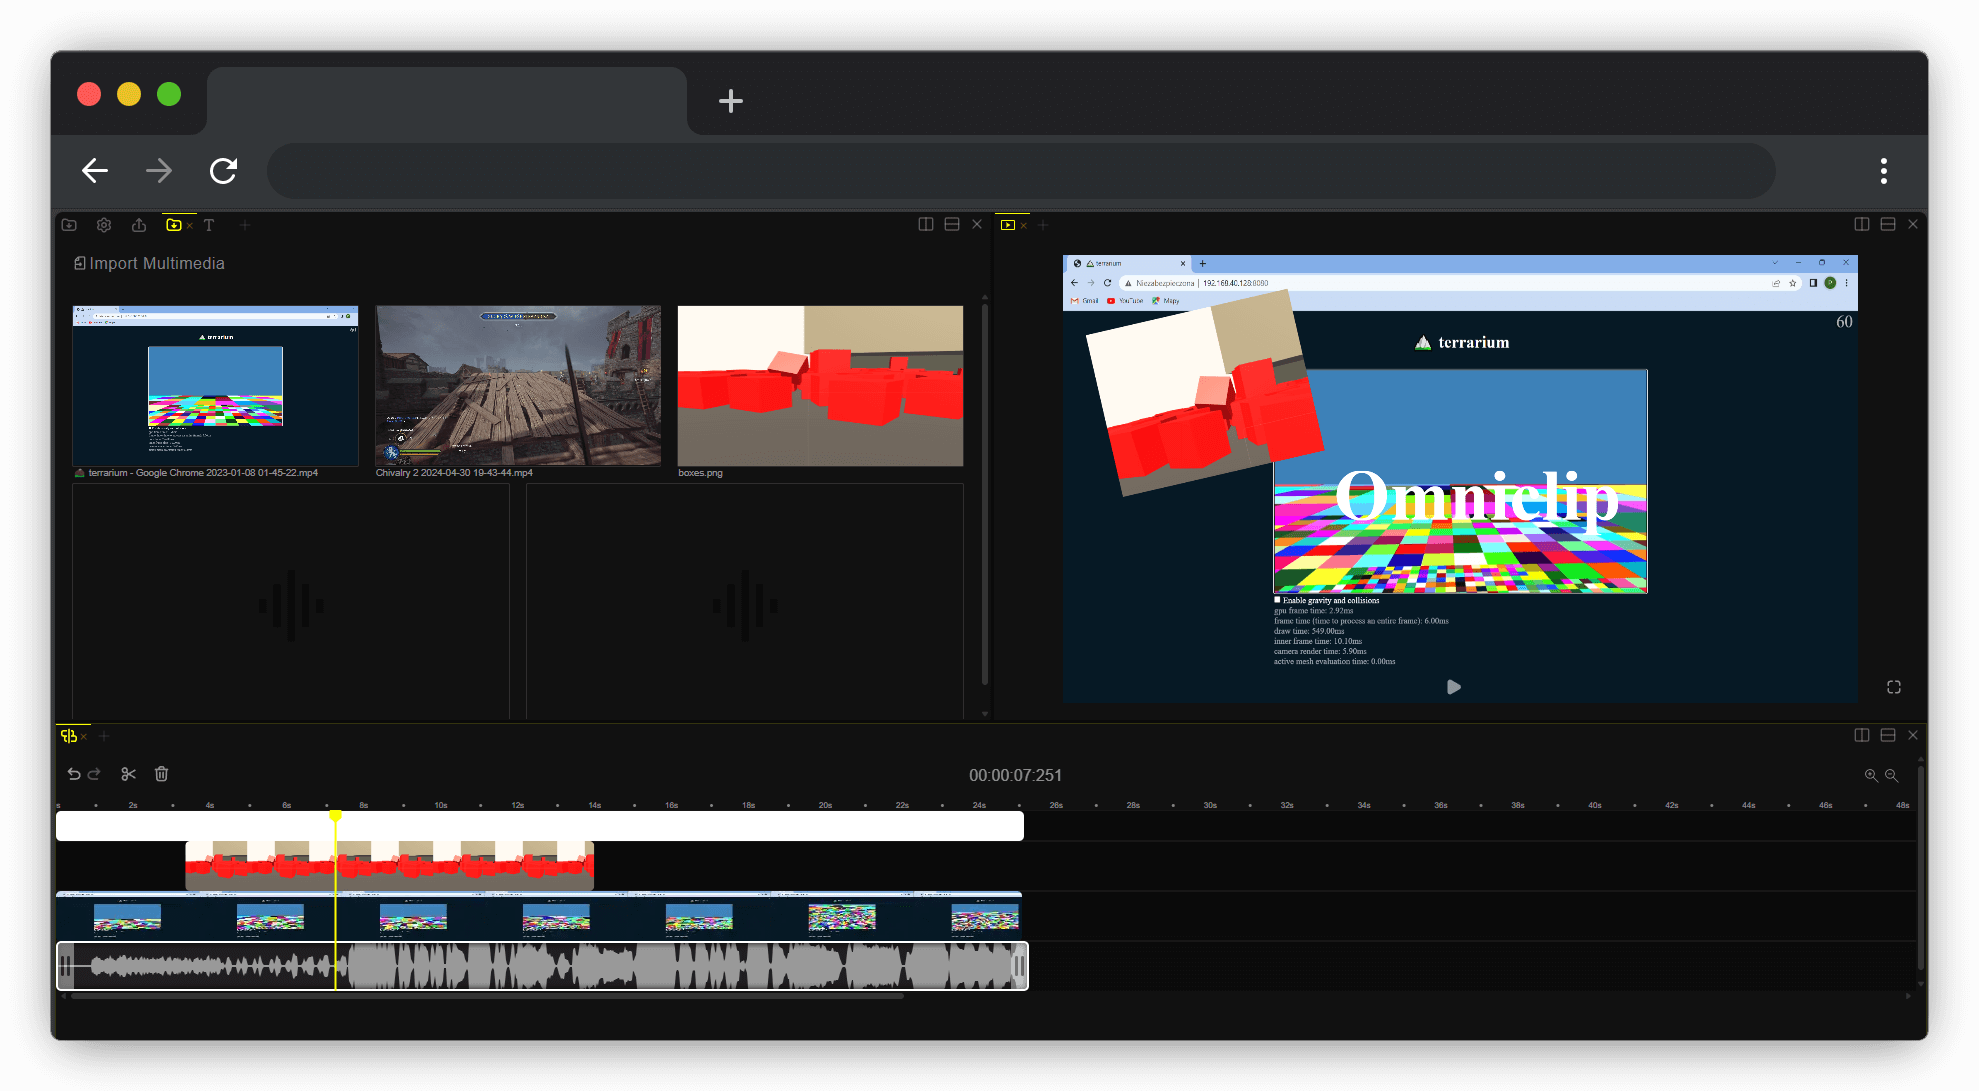 Import Multimedia
terrarium
terrarium - Google Chrome 2023-01-08 01-45-22.mp4
Chivalry 2 2024-04-30 19-43-44.mp4
boxes.png
terrarium
Niezabezpieczona | 192.168.40.128:8080
Gmail YouTube Mapy
60
terrarium
Omniclip
Enable gravity and collisions
gpu frame time: 2.92ms
frame time (time to process an entire frame): 6.00ms
draw time: 549.00ms
inner frame time: 10.10ms
camera render time: 5.90ms
active mesh evaluation time: 0.00ms
00:00:07:251
s 2s 4s 6s 8s 10s 12s 14s 16s 18s 20s 22s 24s 26s 28s 30s 32s 34s 36s 38s 40s 42s 44s 46s 48s